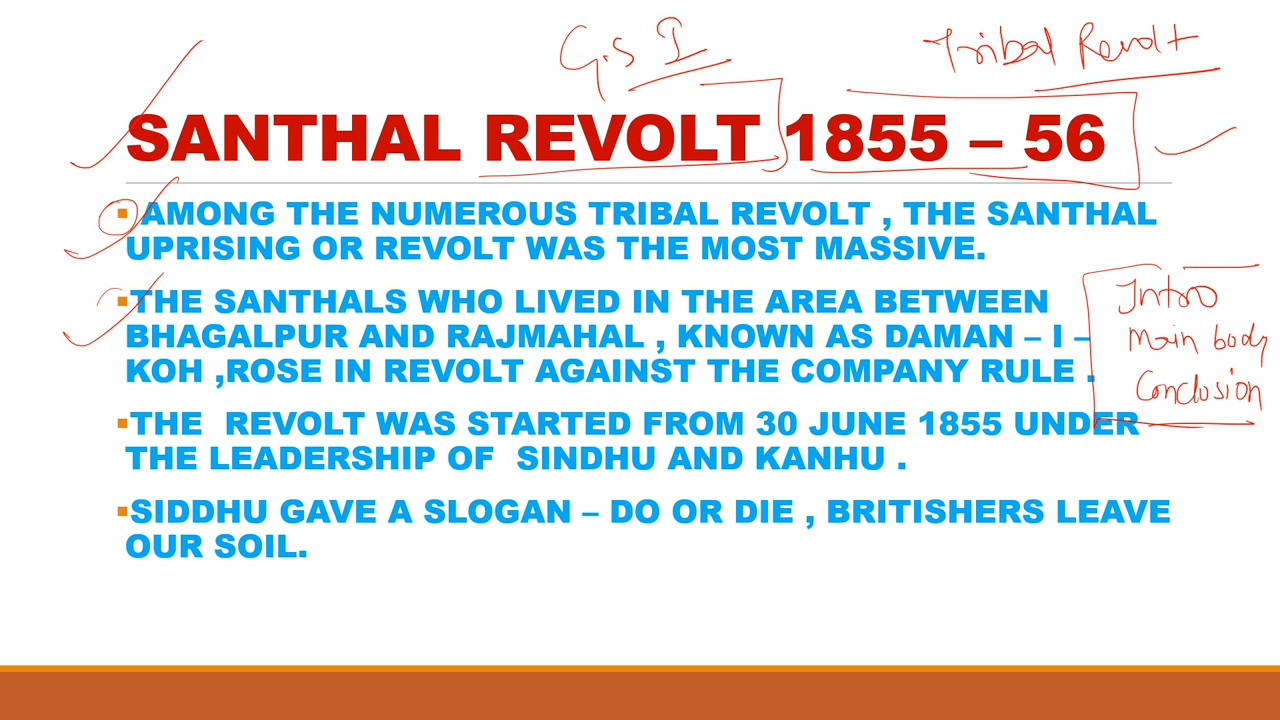 G.S I
Tribal Revolt
SANTHAL REVOLT 1855 – 56
▪ AMONG THE NUMEROUS TRIBAL REVOLT , THE SANTHAL
UPRISING OR REVOLT WAS THE MOST MASSIVE.
▪THE SANTHALS WHO LIVED IN THE AREA BETWEEN
BHAGALPUR AND RAJMAHAL , KNOWN AS DAMAN – I –
KOH ,ROSE IN REVOLT AGAINST THE COMPANY RULE .
Intro
Main body
Conclusion
▪THE  REVOLT WAS STARTED FROM 30 JUNE 1855 UNDER
THE LEADERSHIP OF  SINDHU AND KANHU .
▪SIDDHU GAVE A SLOGAN – DO OR DIE , BRITISHERS LEAVE
OUR SOIL.